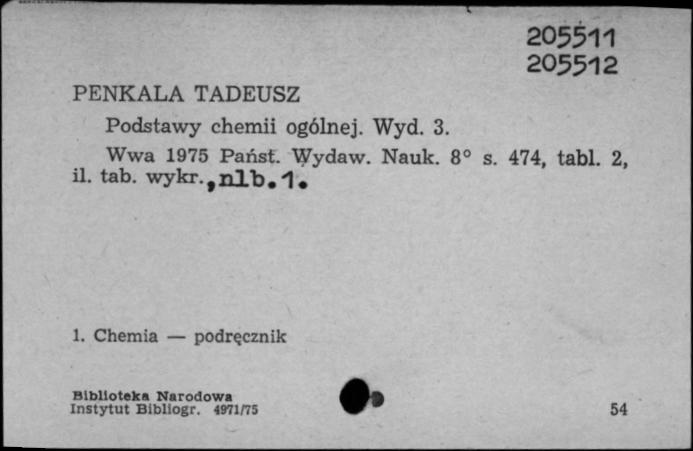 205511
205512
PENKALA TADEUSZ
Podstawy chemii ogólnej. Wyd. 3.
Wwa 1975 Państ. Wydaw. Nauk. 8° s. 474, tabl. 2,
il. tab. wykr., nlb. 1.
1. Chemia — podręcznik
Biblioteka Narodowa
Instytut Bibliogr. 4971/75
54